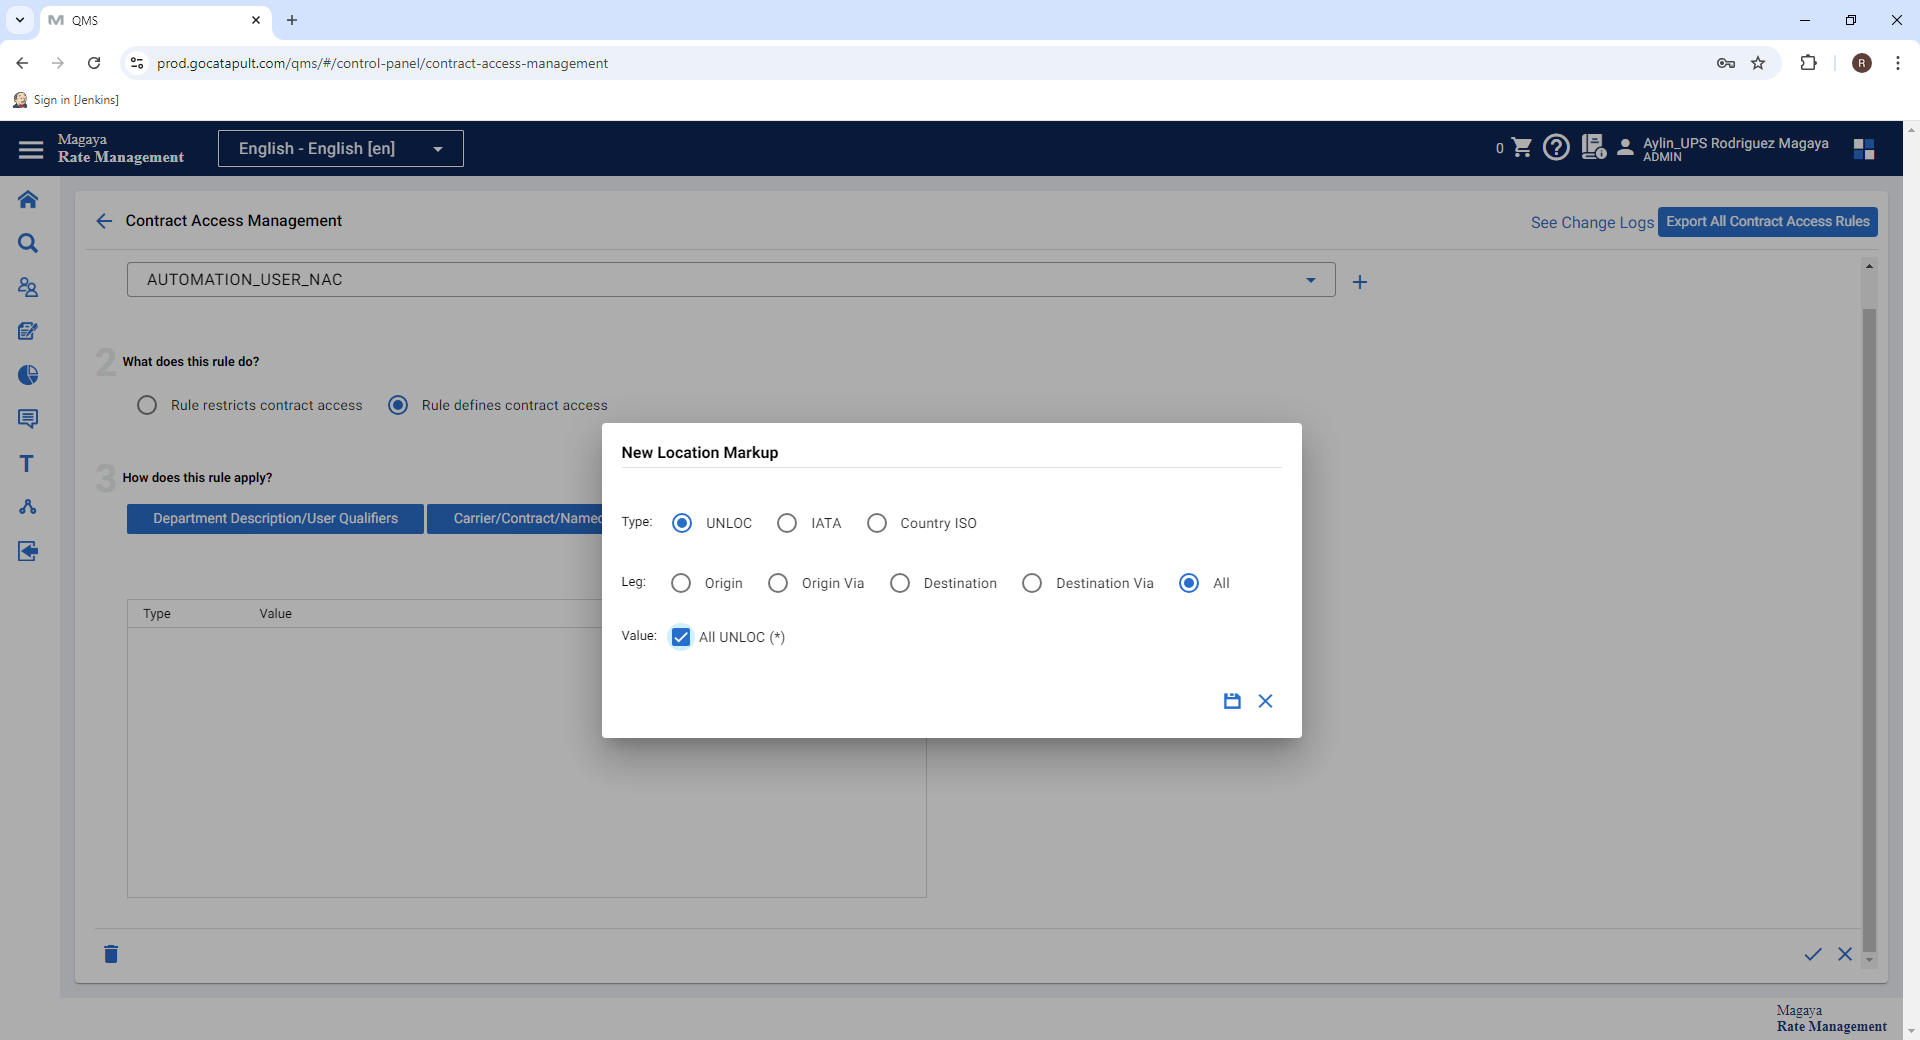 QMS
prod.gocatapult.com/qms/#/control-panel/contract-access-management
R
Sign in [Jenkins]
Magaya
Rate Management
English - English [en]
0
Aylin_UPS Rodriguez Magaya
ADMIN
Contract Access Management
See Change Logs
Export All Contract Access Rules
AUTOMATION_USER_NAC
2 What does this rule do?
Rule restricts contract access
Rule defines contract access
3 How does this rule apply?
Department Description/User Qualifiers
Carrier/Contract/Named
Type Value
New Location Markup
Type: UNLOC IATA Country ISO
Leg: Origin Origin Via Destination Destination Via All
Value: All UNLOC (*)
Magaya
Rate Management